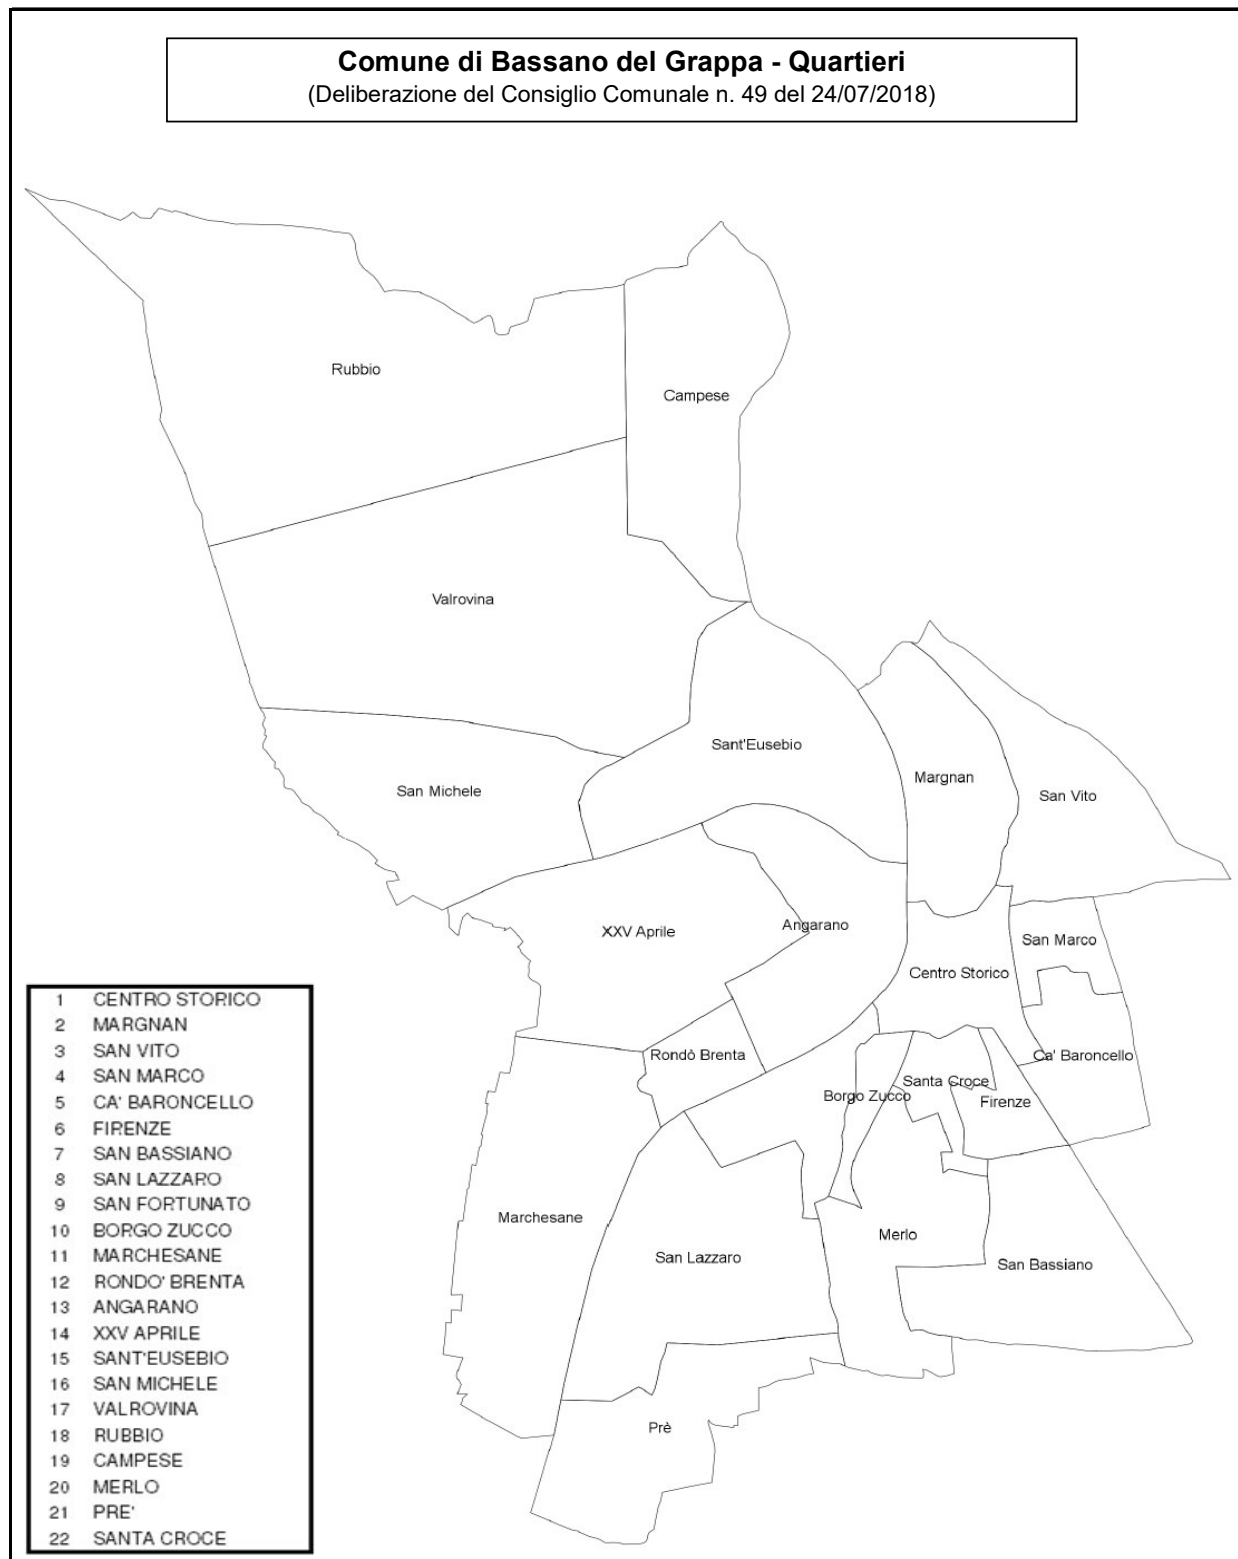 Comune di Bassano del Grappa - Quartieri
(Deliberazione del Consiglio Comunale n. 49 del 24/07/2018)
Rubbio
Campese
Valrovina
Sant'Eusebio
Margnan
San Michele
San Vito
Angarano
XXV Aprile
San Marco
Centro Storico
Rondò Brenta
Ca' Baroncello
Santa Croce
Borgo Zucco
Firenze
Marchesane
Merlo
San Lazzaro
San Bassiano
Prè
1 CENTRO STORICO
2 MARGNAN
3 SAN VITO
4 SAN MARCO
5 CA' BARONCELLO
6 FIRENZE
7 SAN BASSIANO
8 SAN LAZZARO
9 SAN FORTUNATO
10 BORGO ZUCCO
11 MARCHESANE
12 RONDO' BRENTA
13 ANGARANO
14 XXV APRILE
15 SANT'EUSEBIO
16 SAN MICHELE
17 VALROVINA
18 RUBBIO
19 CAMPESE
20 MERLO
21 PRE'
22 SANTA CROCE